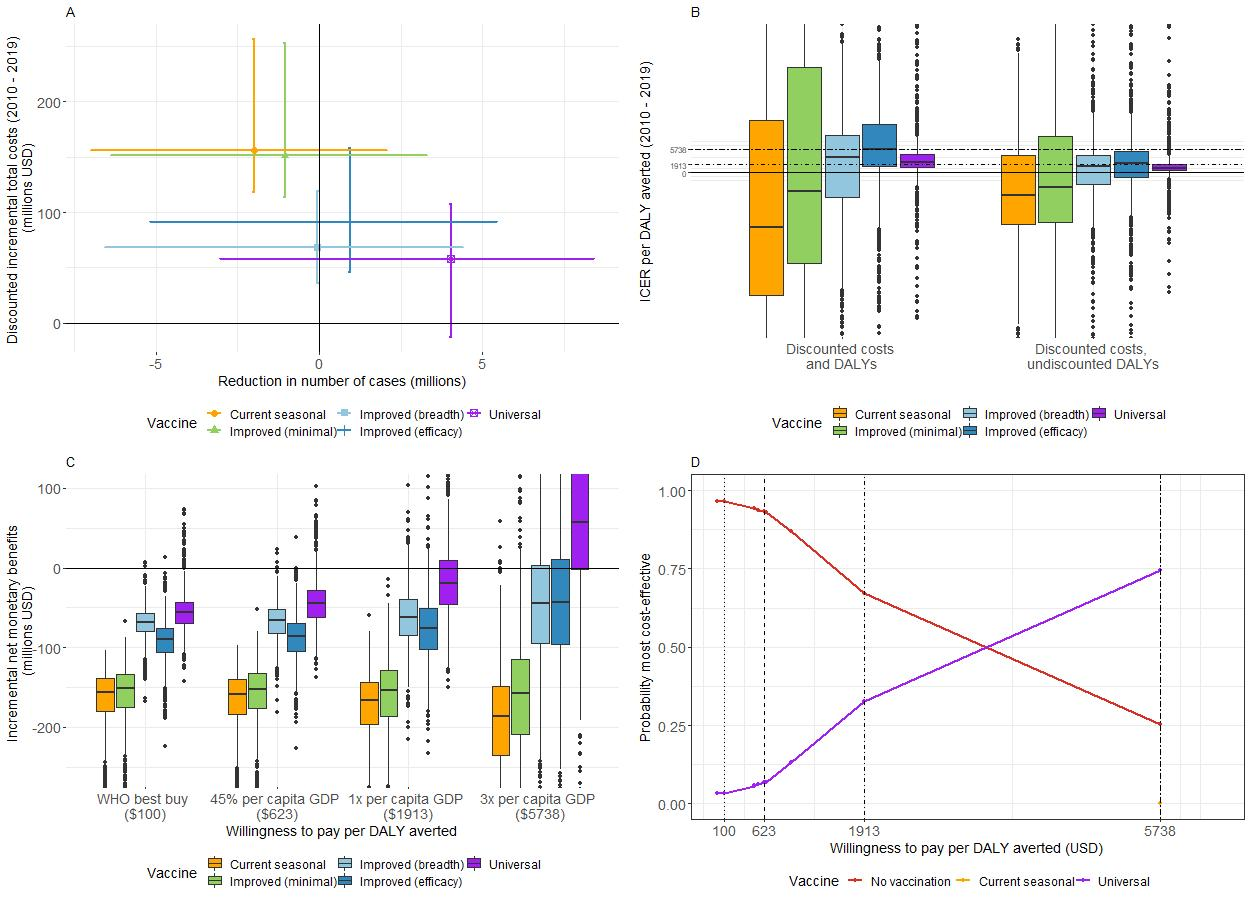 A
Discounted incremental total costs (2010 - 2019)
(millions USD)
200
100
0
-5
0
5
Reduction in number of cases (millions)
Vaccine
Current seasonal
Improved (breadth)
Universal
Improved (minimal)
Improved (efficacy)
B
ICER per DALY averted (2010 - 2019)
5738
1913
0
Discounted costs
and DALYs
Discounted costs,
undiscounted DALYs
Vaccine
Current seasonal
Improved (breadth)
Universal
Improved (minimal)
Improved (efficacy)
C
Incremental net monetary benefits
(millions USD)
100
0
-100
-200
WHO best buy
($100)
45% per capita GDP
($623)
1x per capita GDP
($1913)
3x per capita GDP
($5738)
Willingness to pay per DALY averted
Vaccine
Current seasonal
Improved (breadth)
Universal
Improved (minimal)
Improved (efficacy)
D
Probability most cost-effective
1.00
0.75
0.50
0.25
0.00
100
623
1913
5738
Willingness to pay per DALY averted (USD)
Vaccine
No vaccination
Current seasonal
Universal